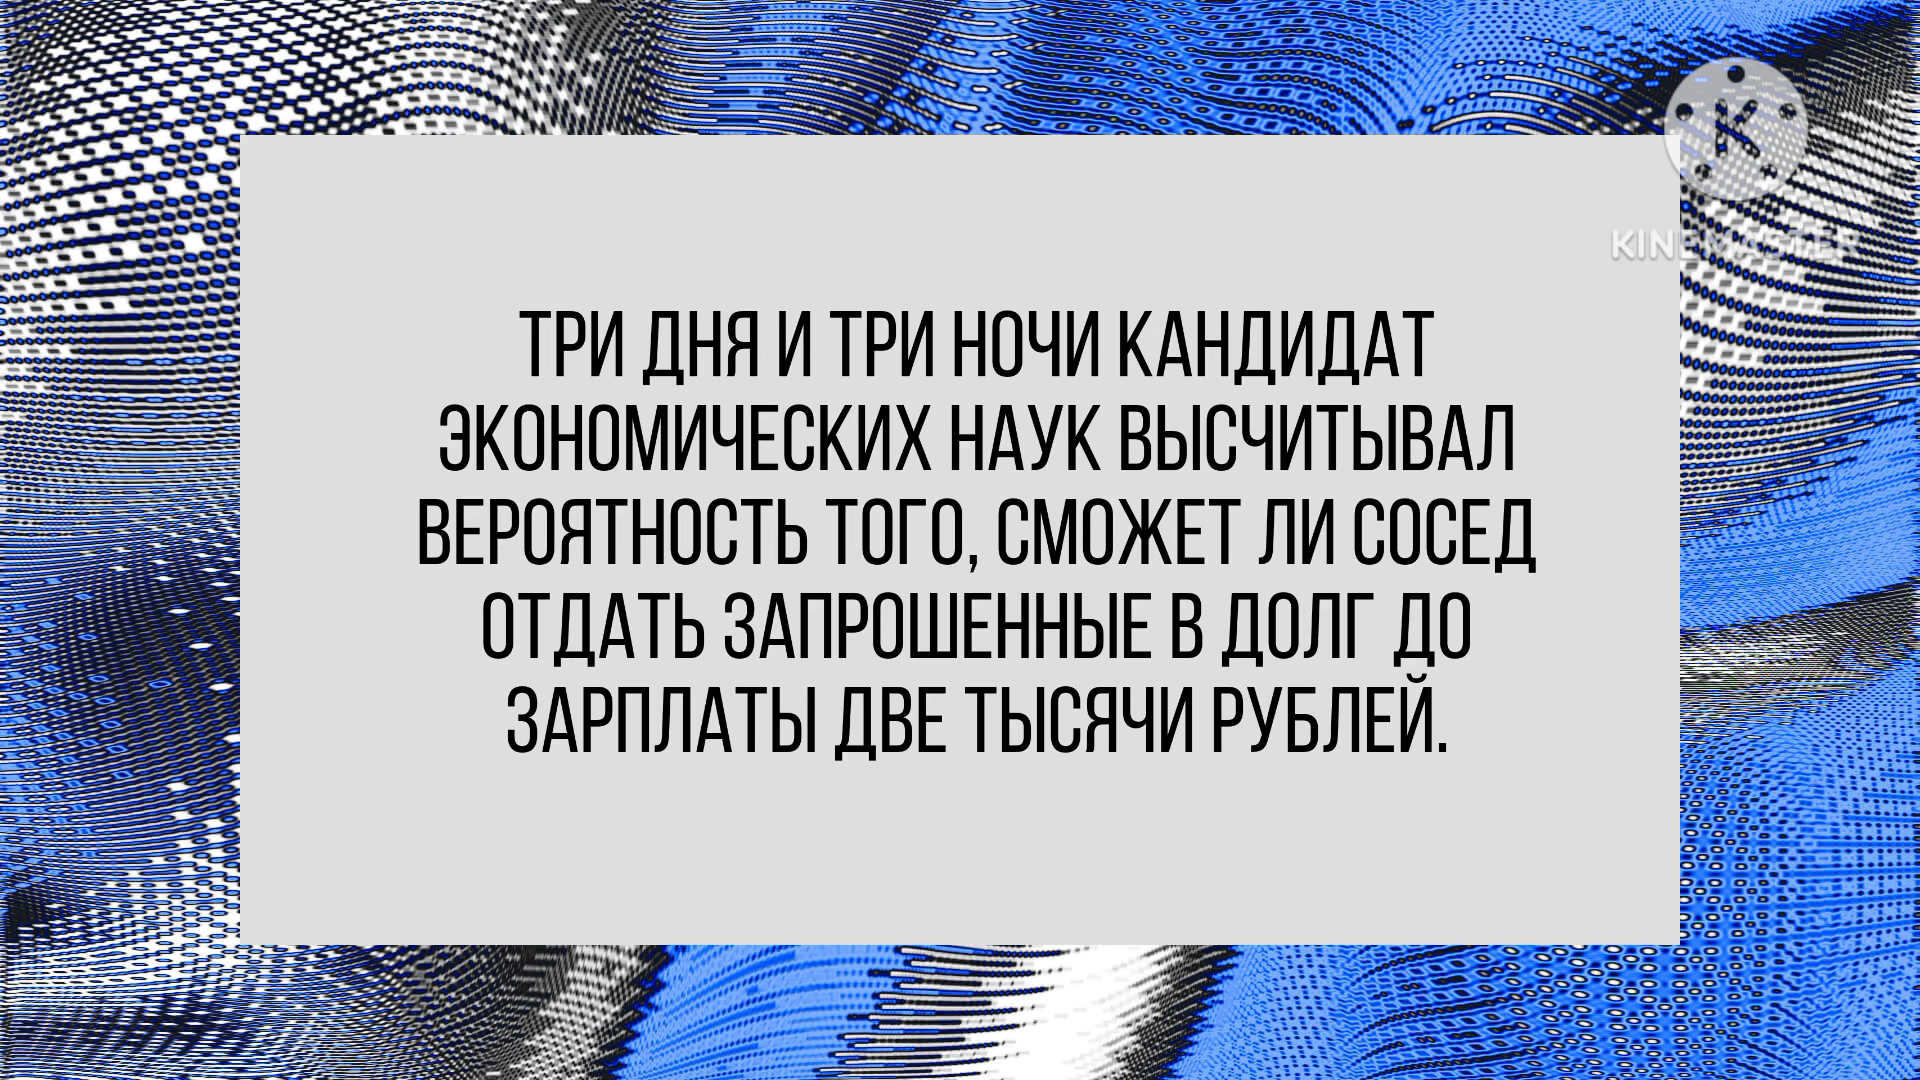 K
KINEMASTER
ТРИ ДНЯ И ТРИ НОЧИ КАНДИДАТ
ЭКОНОМИЧЕСКИХ НАУК ВЫСЧИТЫВАЛ
ВЕРОЯТНОСТЬ ТОГО, СМОЖЕТ ЛИ СОСЕД
ОТДАТЬ ЗАПРОШЕННЫЕ В ДОЛГ ДО
ЗАРПЛАТЫ ДВЕ ТЫСЯЧИ РУБЛЕЙ.